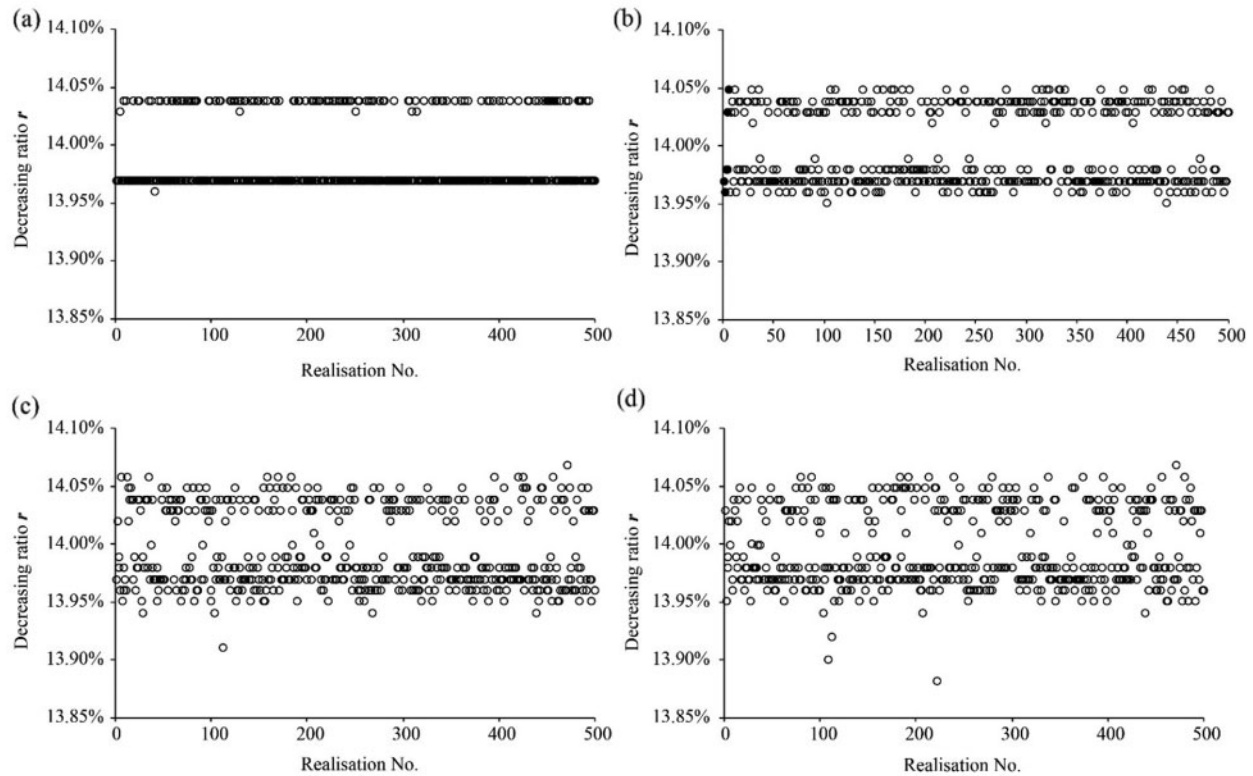 (a)
14.10%
14.05%
14.00%
13.95%
13.90%
13.85%
Decreasing ratio r
0 100 200 300 400 500
Realisation No.
(b)
14.10%
14.05%
14.00%
13.95%
13.90%
13.85%
Decreasing ratio r
0 50 100 150 200 250 300 350 400 450 500
Realisation No.
(c)
14.10%
14.05%
14.00%
13.95%
13.90%
13.85%
Decreasing ratio r
0 100 200 300 400 500
Realisation No.
(d)
14.10%
14.05%
14.00%
13.95%
13.90%
13.85%
Decreasing ratio r
0 100 200 300 400 500
Realisation No.